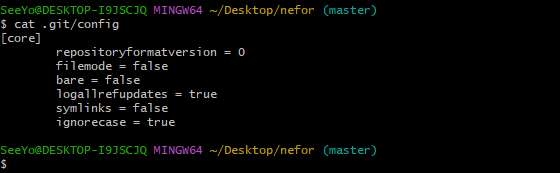 SeeYo@DESKTOP-I9JSCJQ MINGW64 ~/Desktop/nefor (master)
$ cat .git/config
[core]
        repositoryformatversion = 0
        filemode = false
        bare = false
        logallrefupdates = true
        symlinks = false
        ignorecase = true

SeeYo@DESKTOP-I9JSCJQ MINGW64 ~/Desktop/nefor (master)
$